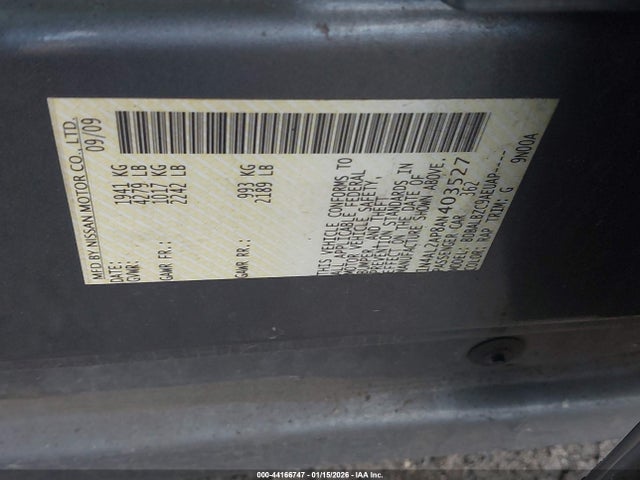 MFD BY NISSAN MOTOR CO., LTD.
DATE: 09/09
GVWR: 1941 KG
4279 LB
GAWR FR: 1017 KG
2242 LB
GAWR RR: 993 KG
2189 LB
THIS VEHICLE CONFORMS TO
ALL APPLICABLE FEDERAL
MOTOR VEHICLE SAFETY,
BUMPER, AND THEFT
PREVENTION STANDARDS IN
EFFECT ON THE DATE OF
MANUFACTURE SHOWN ABOVE.
1N4AL2AP8AN403527
PASSENGER CAR 162
MODEL: BDBALBZC9AEUAP----
COLOR: RAP TRIM: G 9N00A
000-44166747 - 01/15/2026 - IAA Inc.